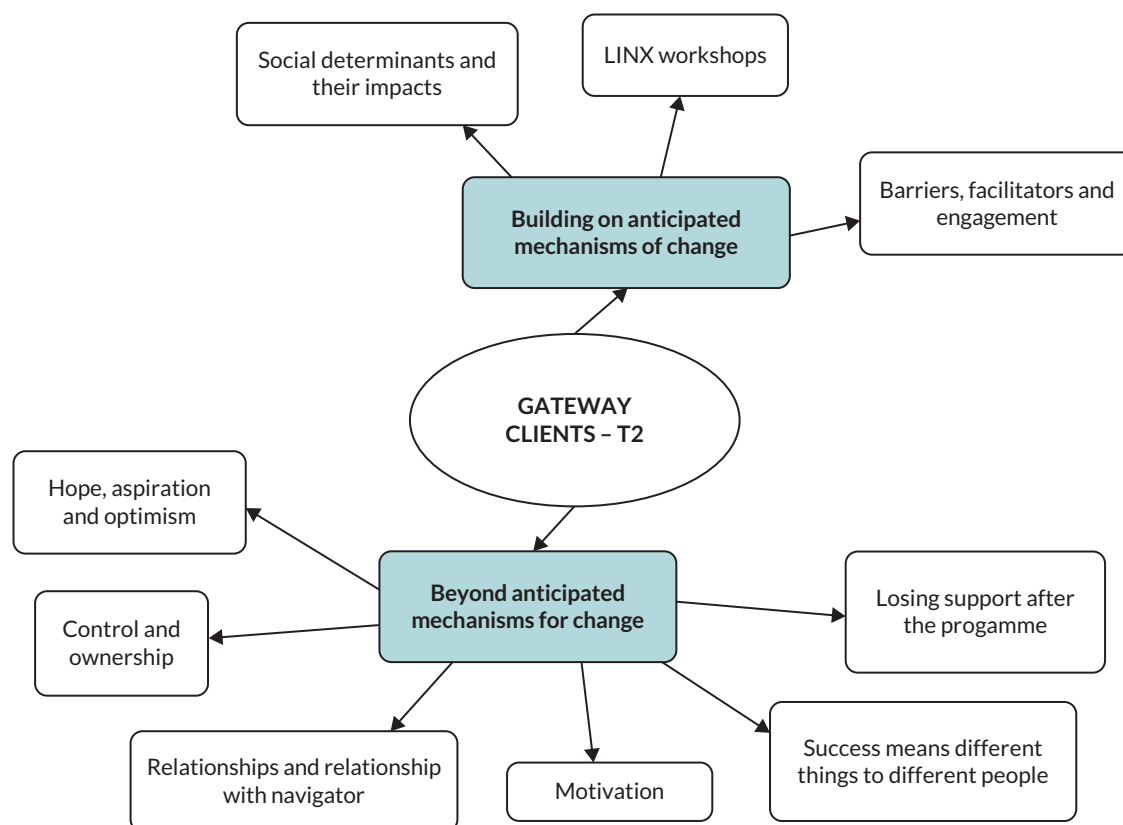 Social determinants and
their impacts
LINX workshops
Barriers, facilitators and
engagement
Building on anticipated
mechanisms of change
GATEWAY
CLIENTS – T2
Hope, aspiration
and optimism
Beyond anticipated
mechanisms for change
Losing support after
the progamme
Control and
ownership
Relationships and relationship
with navigator
Motivation
Success means different
things to different people